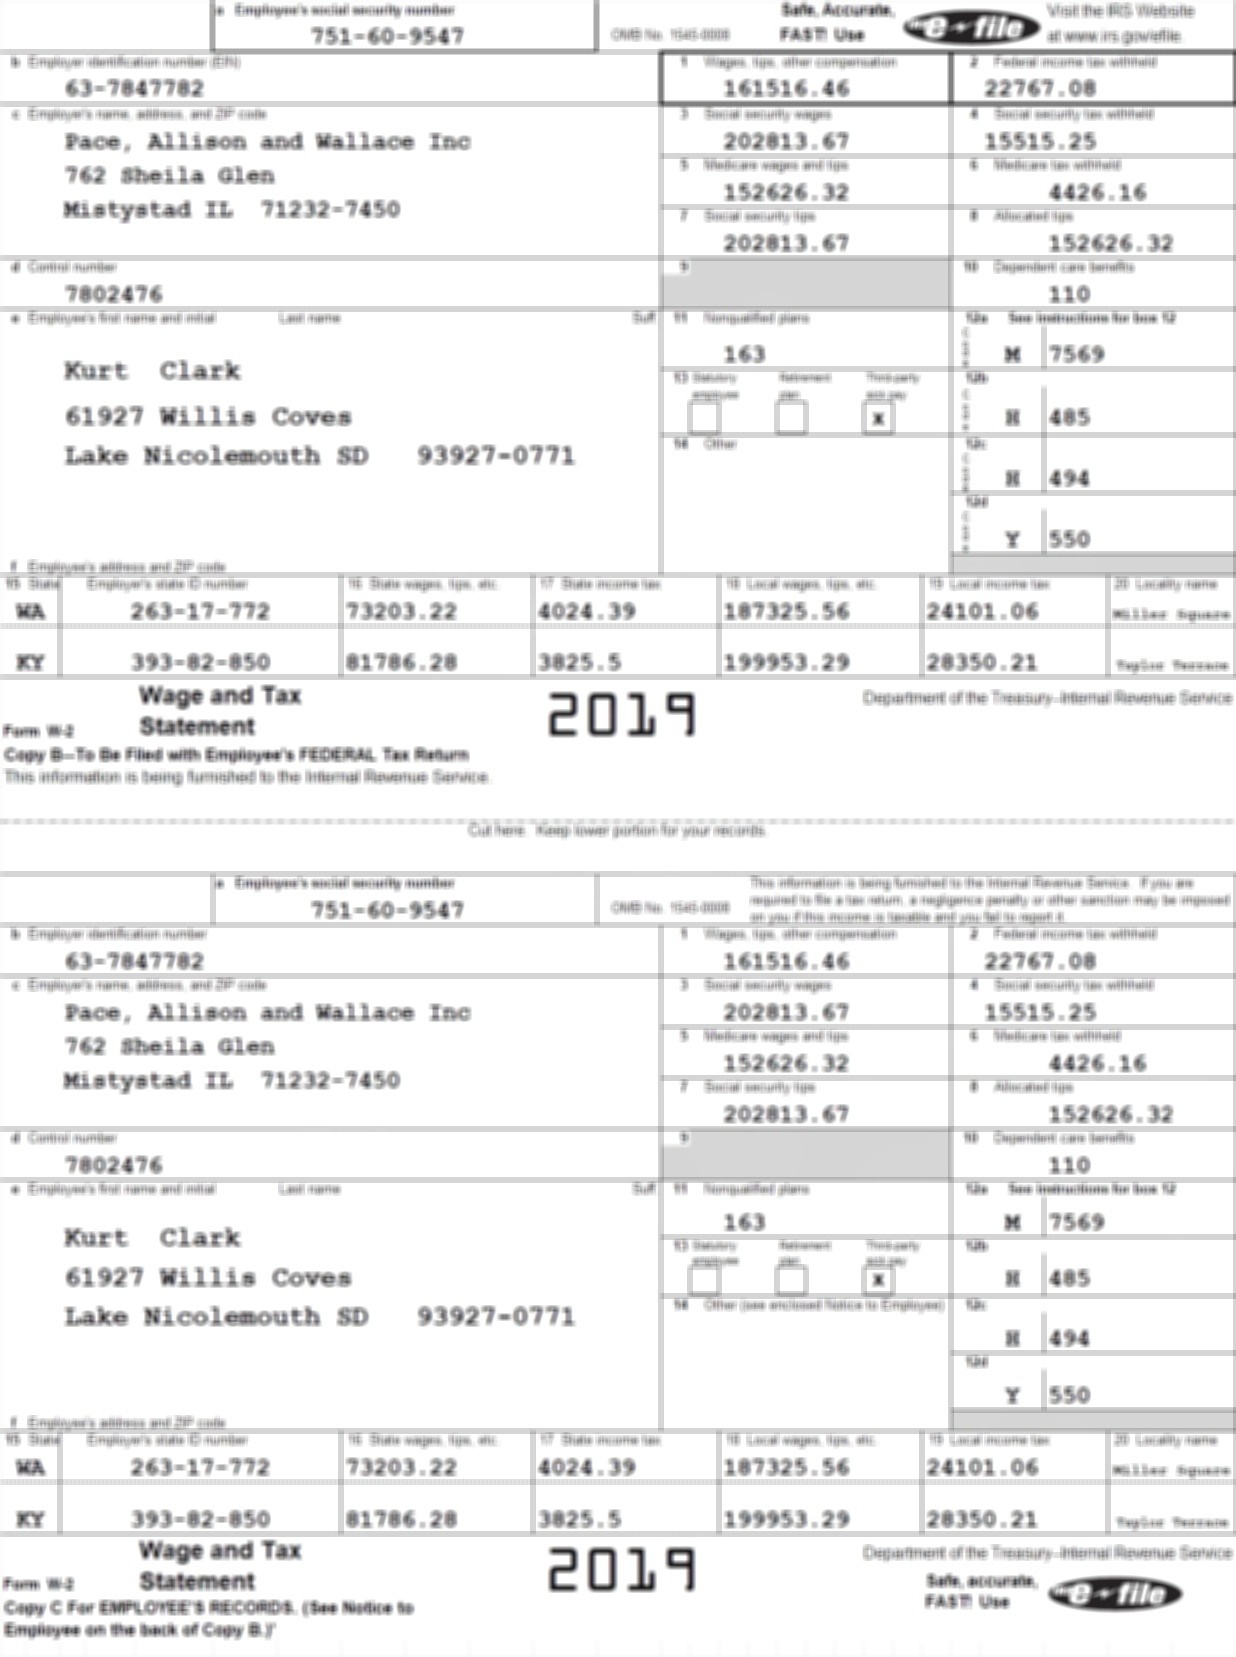 a Employee's social security number
751-60-9547
OMB No. 1545-0008
Safe, Accurate,
FAST! Use
e-file
Visit the IRS Website
at www.irs.gov/efile.
b Employer identification number (EIN)
63-7847782
1 Wages, tips, other compensation
161516.46
2 Federal income tax withheld
22767.08
c Employer's name, address, and ZIP code
Pace, Allison and Wallace Inc
762 Sheila Glen
Mistystad IL 71232-7450
3 Social security wages
202813.67
4 Social security tax withheld
15515.25
5 Medicare wages and tips
152626.32
6 Medicare tax withheld
4426.16
7 Social security tips
202813.67
8 Allocated tips
152626.32
d Control number
7802476
9
10 Dependent care benefits
110
e Employee's first name and initial Last name Suff.
Kurt Clark
61927 Willis Coves
Lake Nicolemouth SD 93927-0771
11 Nonqualified plans
163
12a See instructions for box 12
M 7569
13 Statutory employee Retirement plan Third-party sick pay
X
12b
H 485
14 Other
12c
H 494
12d
Y 550
f Employee's address and ZIP code
15 State Employer's state ID number 16 State wages, tips, etc. 17 State income tax 18 Local wages, tips, etc. 19 Local income tax 20 Locality name
WA 263-17-772 73203.22 4024.39 187325.56 24101.06 Miller Square
KY 393-82-850 81786.28 3825.5 199953.29 28350.21 Taylor Terrace
Wage and Tax
Statement
Form W-2
2019
Department of the Treasury--Internal Revenue Service
Copy B--To Be Filed with Employee's FEDERAL Tax Return
This information is being furnished to the Internal Revenue Service.
Cut here. Keep lower portion for your records.
a Employee's social security number
751-60-9547
OMB No. 1545-0008
This information is being furnished to the Internal Revenue Service. If you are
required to file a tax return, a negligence penalty or other sanction may be imposed
on you if this income is taxable and you fail to report it.
b Employer identification number
63-7847782
1 Wages, tips, other compensation
161516.46
2 Federal income tax withheld
22767.08
c Employer's name, address, and ZIP code
Pace, Allison and Wallace Inc
762 Sheila Glen
Mistystad IL 71232-7450
3 Social security wages
202813.67
4 Social security tax withheld
15515.25
5 Medicare wages and tips
152626.32
6 Medicare tax withheld
4426.16
7 Social security tips
202813.67
8 Allocated tips
152626.32
d Control number
7802476
9
10 Dependent care benefits
110
e Employee's first name and initial Last name Suff.
Kurt Clark
61927 Willis Coves
Lake Nicolemouth SD 93927-0771
11 Nonqualified plans
163
12a See instructions for box 12
M 7569
13 Statutory employee Retirement plan Third-party sick pay
X
12b
H 485
14 Other (see enclosed Notice to Employee)
12c
H 494
12d
Y 550
f Employee's address and ZIP code
15 State Employer's state ID number 16 State wages, tips, etc. 17 State income tax 18 Local wages, tips, etc. 19 Local income tax 20 Locality name
WA 263-17-772 73203.22 4024.39 187325.56 24101.06 Miller Square
KY 393-82-850 81786.28 3825.5 199953.29 28350.21 Taylor Terrace
Wage and Tax
Statement
Form W-2
2019
Department of the Treasury--Internal Revenue Service
Safe, accurate,
FAST! Use
e-file
Copy C For EMPLOYEE'S RECORDS. (See Notice to
Employee on the back of Copy B.)'